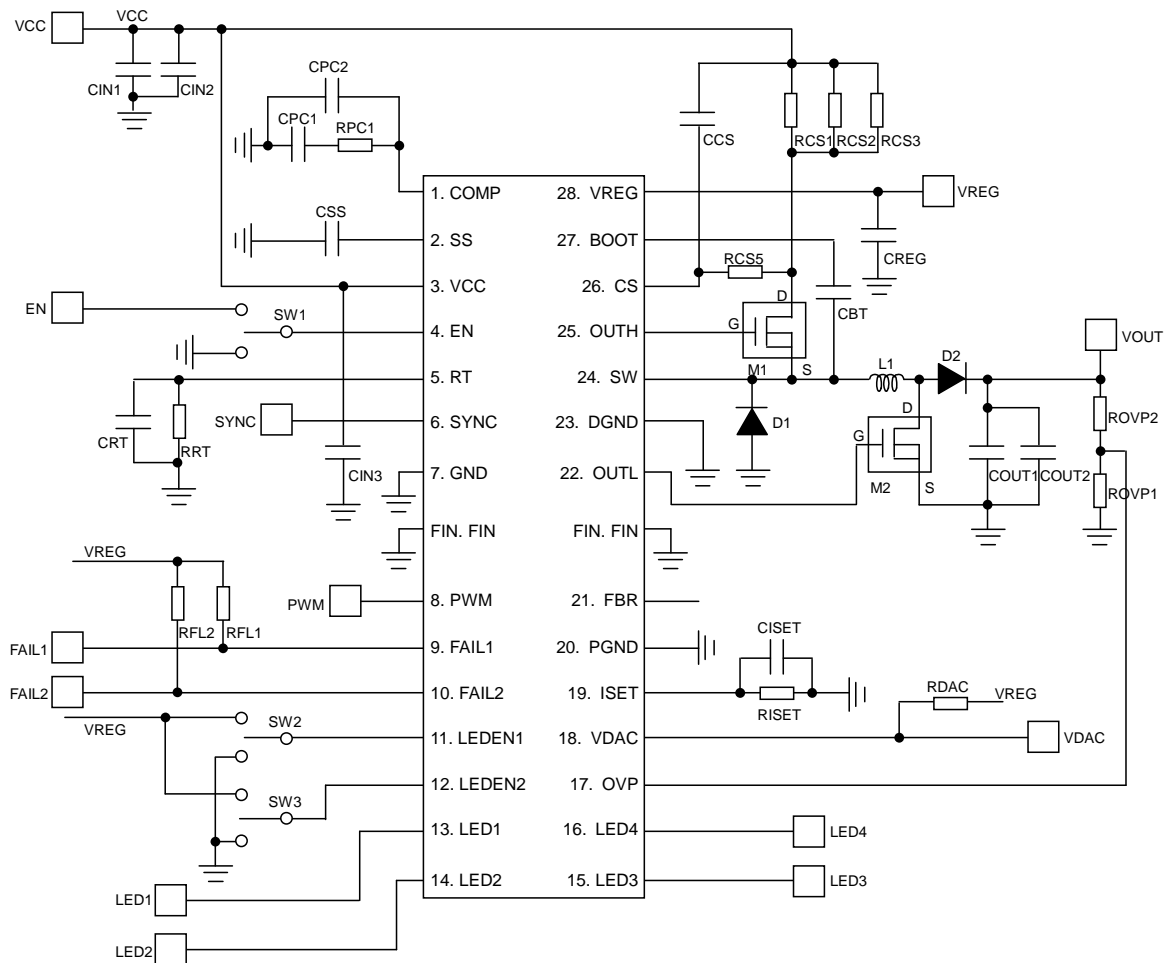 VCC
VCC
CIN1
CIN2
CPC2
CPC1
RPC1
CCS
RCS1
RCS2
RCS3
1. COMP
28. VREG
VREG
CSS
2. SS
27. BOOT
CREG
RCS5
3. VCC
26. CS
EN
SW1
4. EN
25. OUTH
D
G
M1
S
CBT
VOUT
5. RT
24. SW
L1
D2
CRT
RRT
SYNC
6. SYNC
23. DGND
D1
D
G
M2
S
ROVP2
CIN3
7. GND
22. OUTL
COUT1
COUT2
ROVP1
FIN. FIN
FIN. FIN
VREG
PWM
8. PWM
21. FBR
RFL2
RFL1
FAIL1
9. FAIL1
20. PGND
CISET
FAIL2
10. FAIL2
19. ISET
RISET
RDAC
VREG
VREG
SW2
11. LEDEN1
18. VDAC
VDAC
SW3
12. LEDEN2
17. OVP
13. LED1
16. LED4
LED4
14. LED2
15. LED3
LED3
LED1
LED2